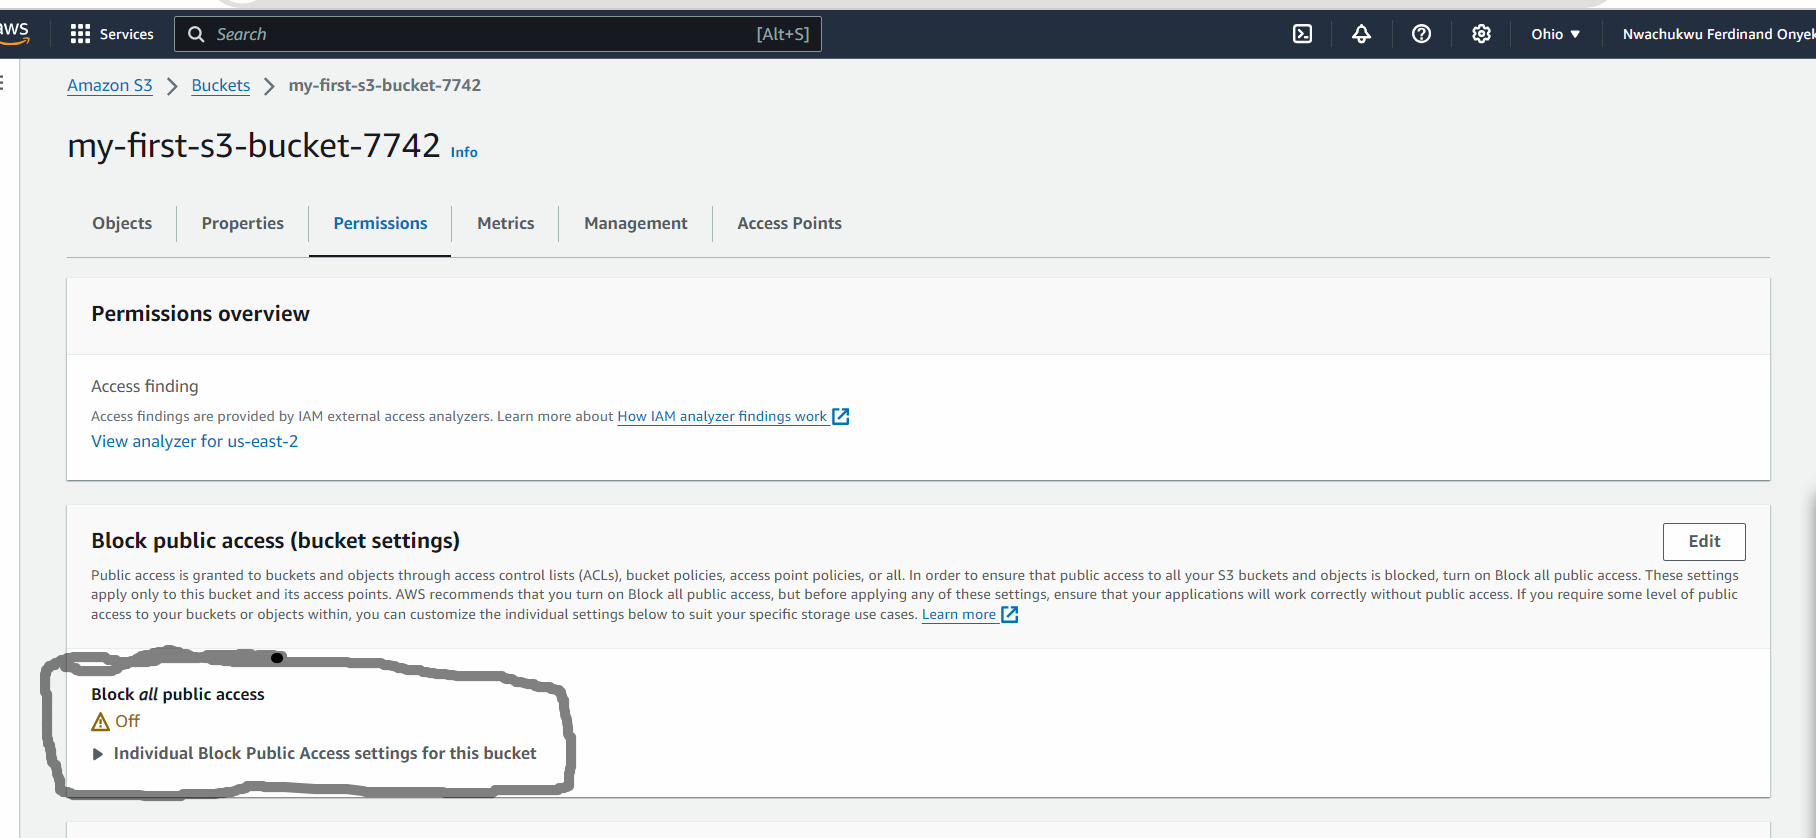 aws
Services
Search
[Alt+S]
Ohio
Nwachukwu Ferdinand Onyek
Amazon S3 > Buckets > my-first-s3-bucket-7742
my-first-s3-bucket-7742 Info
Objects
Properties
Permissions
Metrics
Management
Access Points
Permissions overview
Access finding
Access findings are provided by IAM external access analyzers. Learn more about How IAM analyzer findings work
View analyzer for us-east-2
Block public access (bucket settings)
Edit
Public access is granted to buckets and objects through access control lists (ACLs), bucket policies, access point policies, or all. In order to ensure that public access to all your S3 buckets and objects is blocked, turn on Block all public access. These settings
apply only to this bucket and its access points. AWS recommends that you turn on Block all public access, but before applying any of these settings, ensure that your applications will work correctly without public access. If you require some level of public
access to your buckets or objects within, you can customize the individual settings below to suit your specific storage use cases. Learn more
Block all public access
Off
Individual Block Public Access settings for this bucket